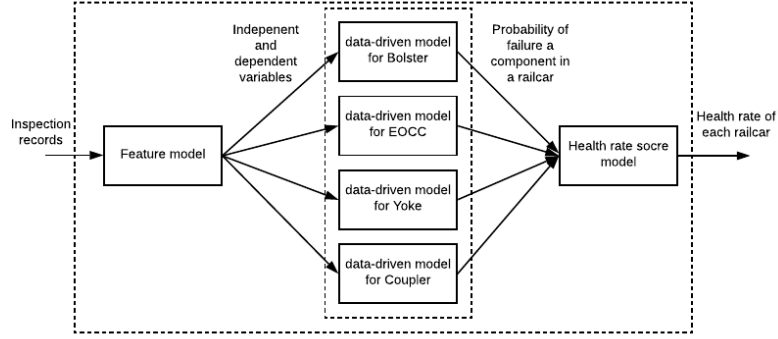 Inspection
records
Feature model
Indepenent
and
dependent
variables
data-driven model
for Bolster
data-driven model
for EOCC
data-driven model
for Yoke
data-driven model
for Coupler
Probability of
failure a
component in
a railcar
Health rate socre
model
Health rate of
each railcar